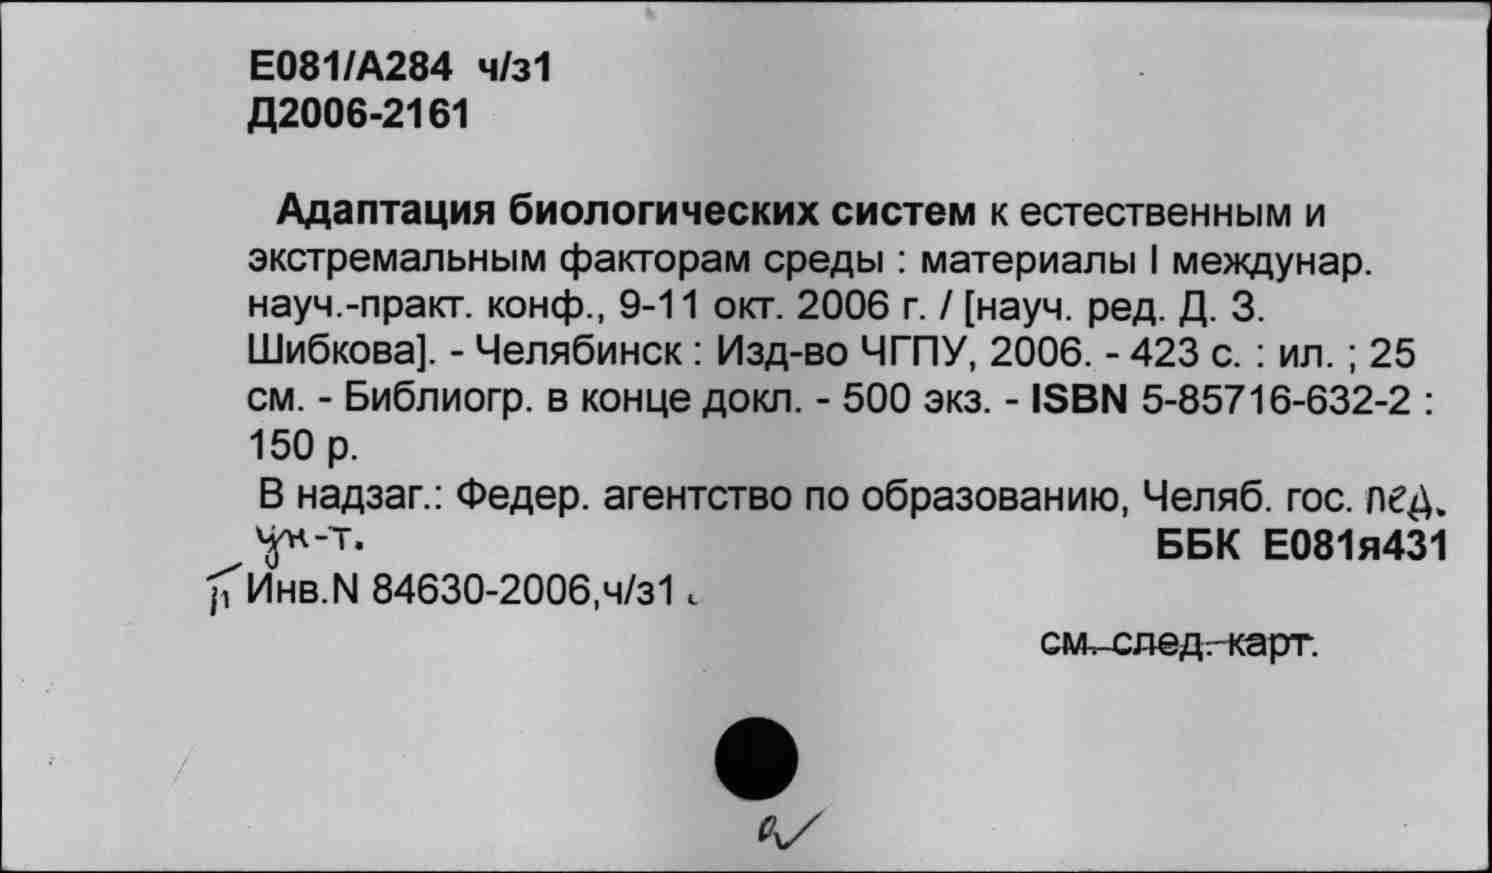 Е081/А284 ч/з1
Д2006-2161
Адаптация биологических систем к естественным и
экстремальным факторам среды : материалы I междунар.
науч.-практ. конф., 9-11 окт. 2006 г. / [науч. ред. Д. З.
Шибкова]. - Челябинск : Изд-во ЧГПУ, 2006. - 423 с. : ил. ; 25
см. - Библиогр. в конце докл. - 500 экз. - ISBN 5-85716-632-2 :
150 р.
В надзаг.: Федер. агентство по образованию, Челяб. гос. пед.
ун-т. ББК Е081я431
Инв.N 84630-2006,ч/з1
см. след. карт.